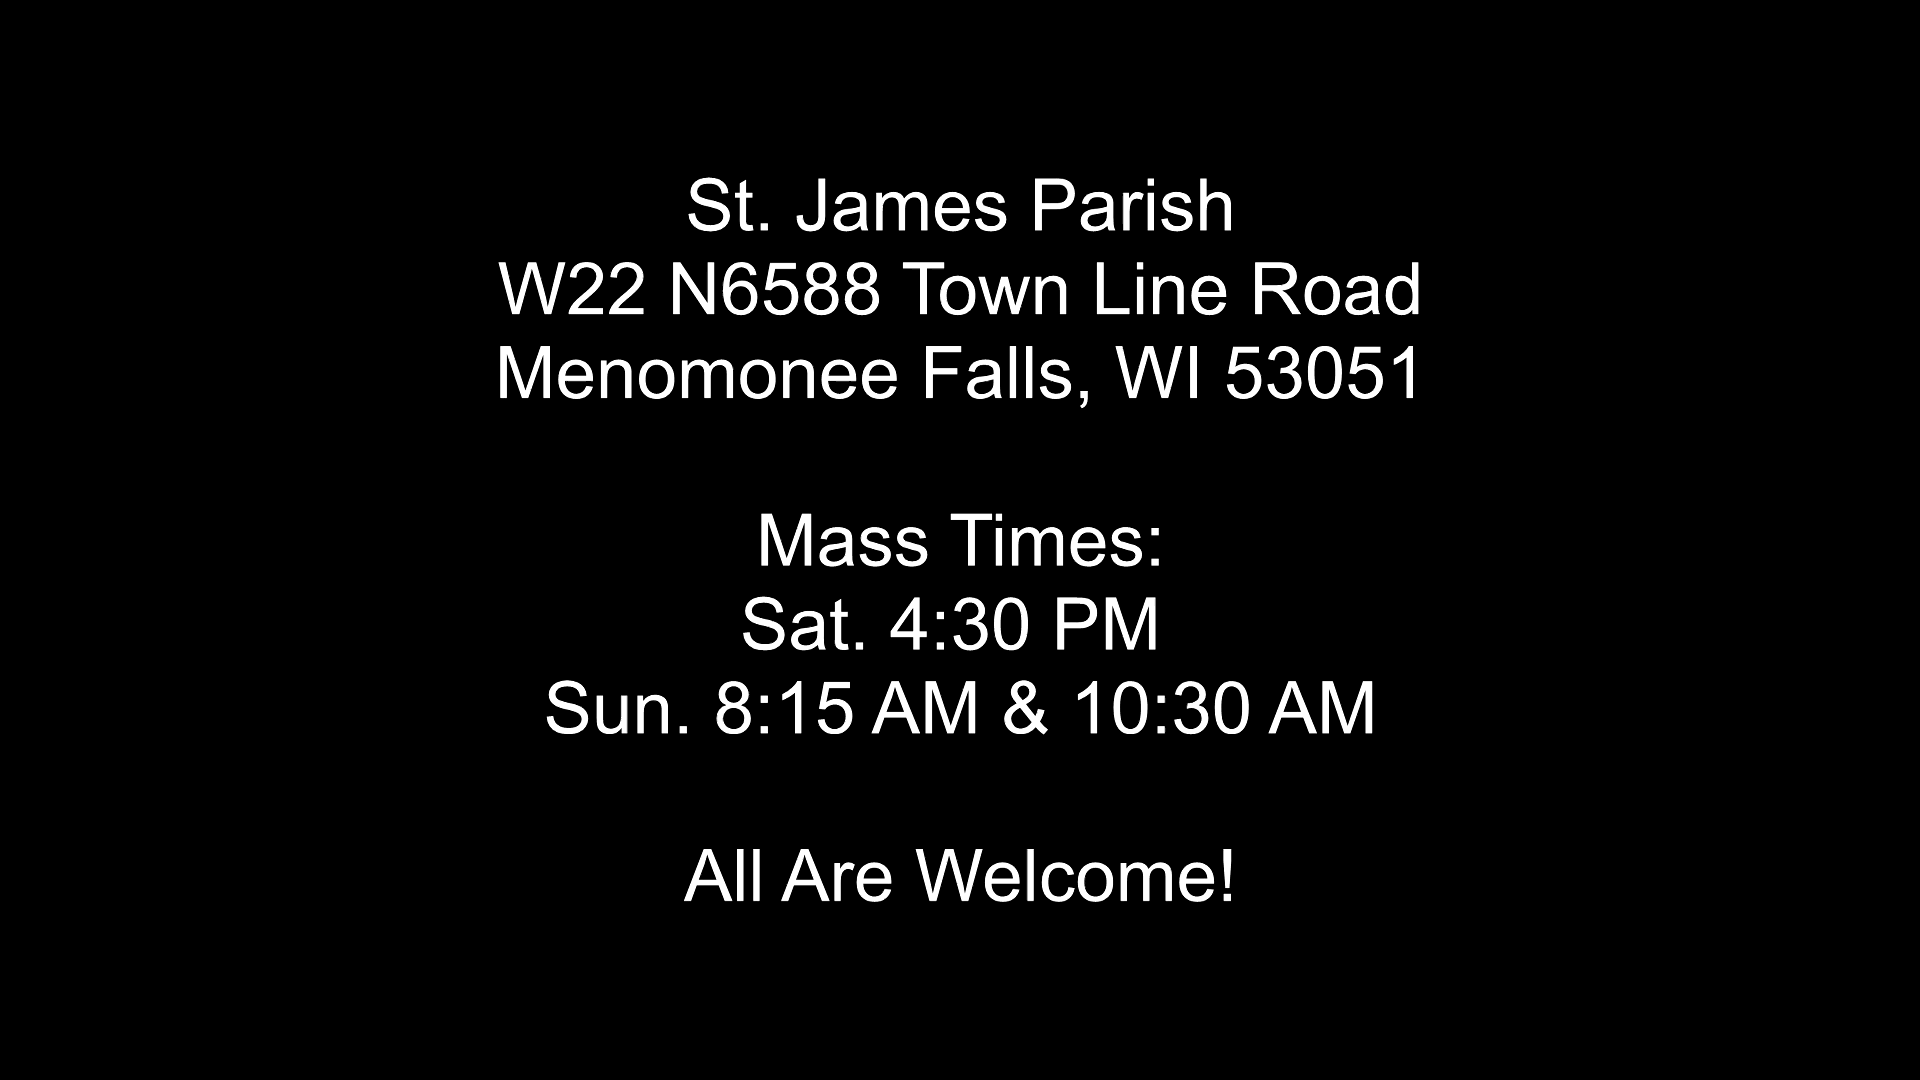 St. James Parish
W22 N6588 Town Line Road
Menomonee Falls, WI 53051
Mass Times:
Sat. 4:30 PM
Sun. 8:15 AM & 10:30 AM
All Are Welcome!